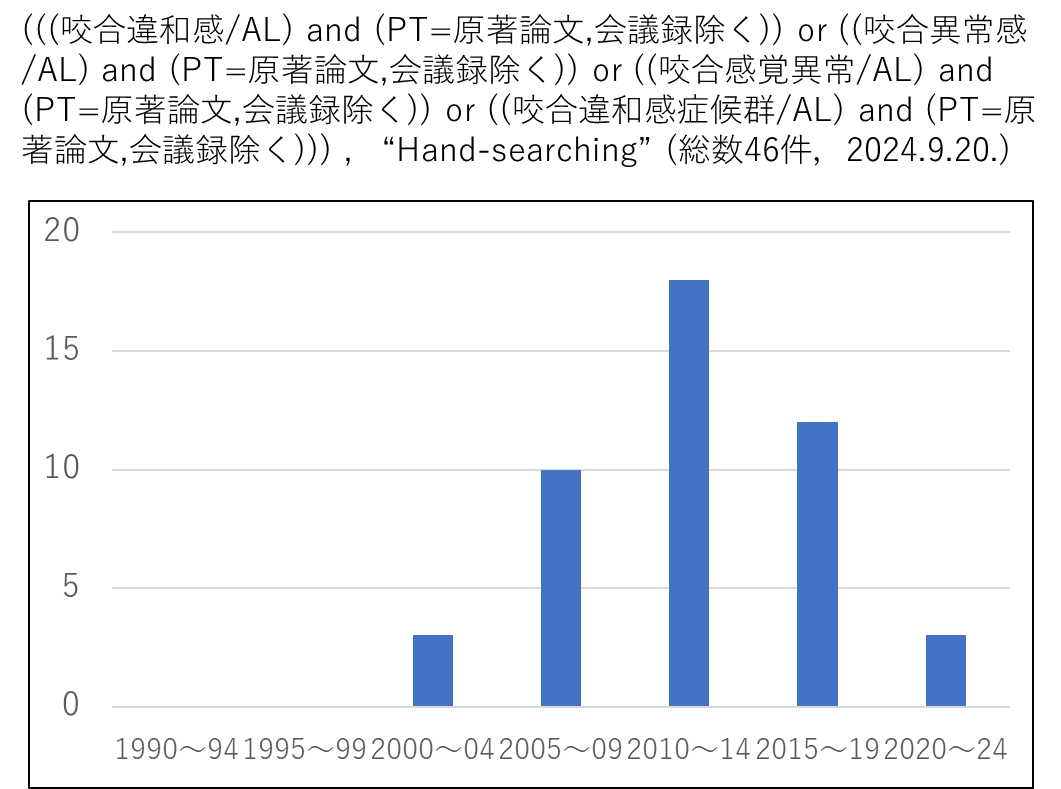 (((咬合違和感/AL) and (PT=原著論文,会議録除く)) or ((咬合異常感
/AL) and (PT=原著論文,会議録除く)) or ((咬合感覚異常/AL) and
(PT=原著論文,会議録除く)) or ((咬合違和感症候群/AL) and (PT=原
著論文,会議録除く))) ,　“Hand-searching” (総数46件,　2024.9.20.)
20
15
10
5
0
1990～94 1995～99 2000～04 2005～09 2010～14 2015～19 2020～24